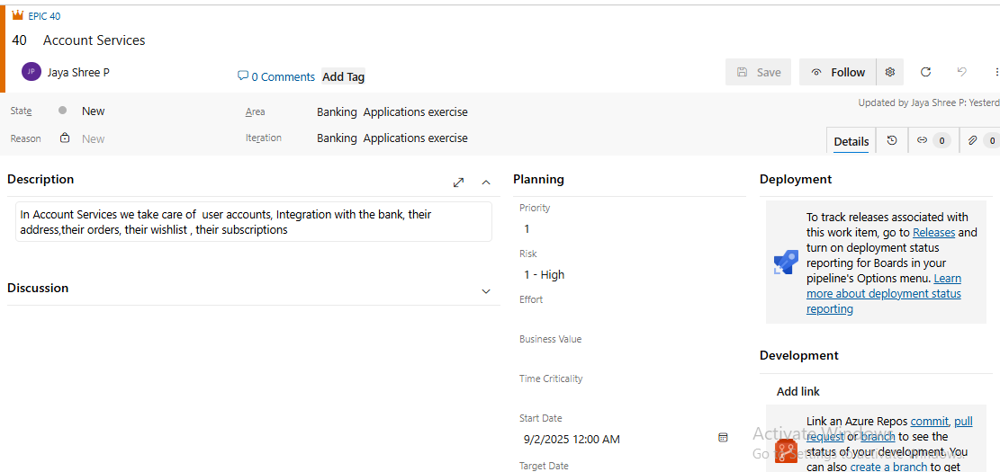 EPIC 40
40 Account Services
JP Jaya Shree P 0 Comments Add Tag Save Follow
Updated by Jaya Shree P: Yesterd
State New Area Banking Applications exercise
Reason New Iteration Banking Applications exercise
Details 0 0
Description
In Account Services we take care of user accounts, Integration with the bank, their
address,their orders, their wishlist , their subscriptions
Discussion
Planning
Priority
1
Risk
1 - High
Effort
Business Value
Time Criticality
Start Date
9/2/2025 12:00 AM
Target Date
Deployment
To track releases associated with
this work item, go to Releases and
turn on deployment status
reporting for Boards in your
pipeline's Options menu. Learn
more about deployment status
reporting
Development
Add link
Link an Azure Repos commit, pull
request or branch to see the
status of your development. You
can also create a branch to get
Activate Windows
Go to Settings to activate Windows.